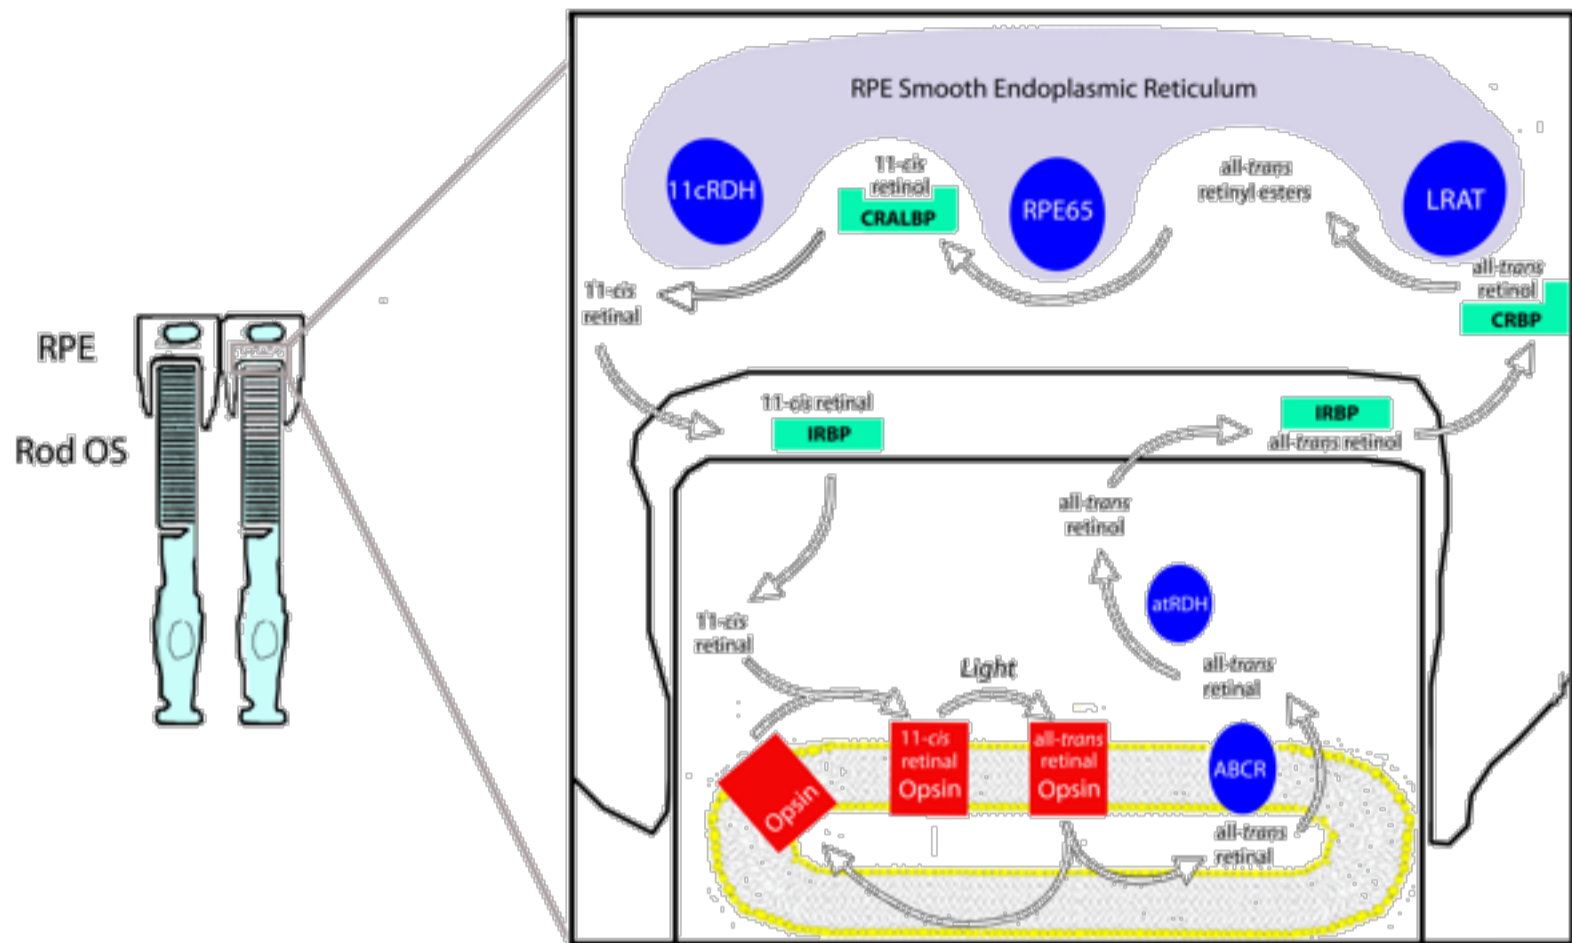 RPE Smooth Endoplasmic Reticulum
11cRDH
11-cis
retinol
CRALBP
RPE65
all-trans
retinyl esters
LRAT
all-trans
retinol
CRBP
11-cis
retinal
RPE
Rod OS
11-cis retinal
IRBP
IRBP
all-trans retinol
all-trans
retinol
atRDH
11-cis
retinal
Light
all-trans
retinal
11-cis
retinal
Opsin
all-trans
retinal
Opsin
ABCR
Opsin
all-trans
retinal